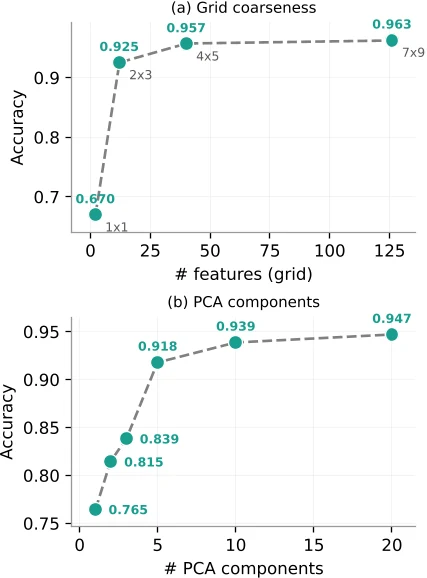 (a) Grid coarseness
0.957
0.963
0.925
4x5
7x9
2x3
0.9
0.8
0.7
0.670
1x1
Accuracy
0 25 50 75 100 125
# features (grid)
(b) PCA components
0.947
0.939
0.918
0.95
0.90
0.85
0.80
0.75
0.839
0.815
0.765
Accuracy
0 5 10 15 20
# PCA components